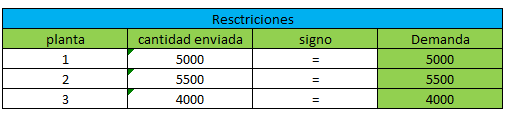 Resctriciones
planta cantidad enviada signo Demanda
1 5000 = 5000
2 5500 = 5500
3 4000 = 4000